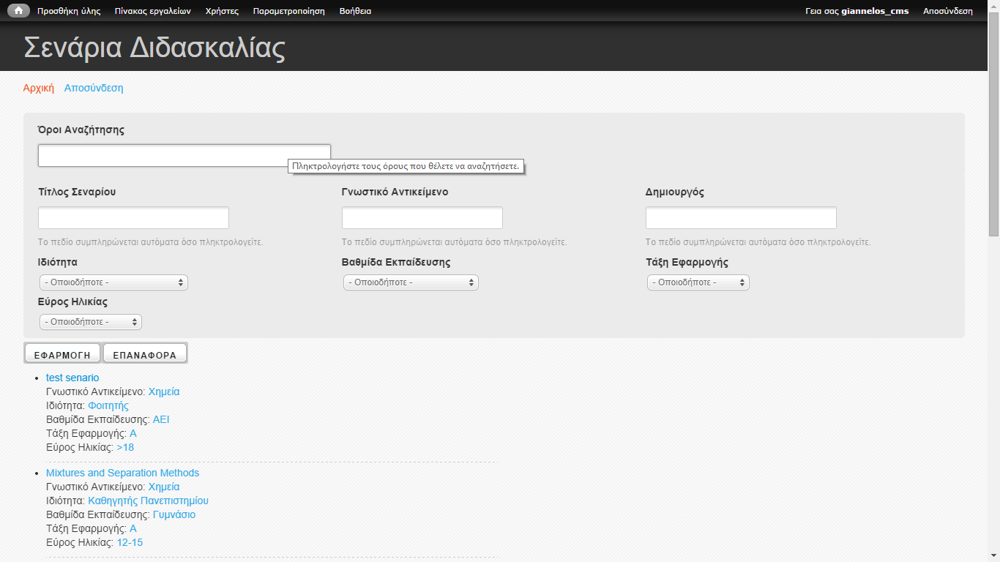 Προσθήκη ύλης Πίνακας εργαλείων Χρήστες Παραμετροποίηση Βοήθεια Γεια σας giannelos_cms Αποσύνδεση
Σενάρια Διδασκαλίας
Αρχική Αποσύνδεση
Όροι Αναζήτησης
Πληκτρολογήστε τους όρους που θέλετε να αναζητήσετε.
Τίτλος Σεναρίου Γνωστικό Αντικείμενο Δημιουργός
Το πεδίο συμπληρώνεται αυτόματα όσο πληκτρολογείτε. Το πεδίο συμπληρώνεται αυτόματα όσο πληκτρολογείτε. Το πεδίο συμπληρώνεται αυτόματα όσο πληκτρολογείτε.
Ιδιότητα Βαθμίδα Εκπαίδευσης Τάξη Εφαρμογής
- Οποιοδήποτε - - Οποιοδήποτε - - Οποιοδήποτε -
Εύρος Ηλικίας
- Οποιοδήποτε -
ΕΦΑΡΜΟΓΗ ΕΠΑΝΑΦΟΡΑ
• test senario
Γνωστικό Αντικείμενο: Χημεία
Ιδιότητα: Φοιτητής
Βαθμίδα Εκπαίδευσης: ΑΕΙ
Τάξη Εφαρμογής: Α
Εύρος Ηλικίας: >18
• Mixtures and Separation Methods
Γνωστικό Αντικείμενο: Χημεία
Ιδιότητα: Καθηγητής Πανεπιστημίου
Βαθμίδα Εκπαίδευσης: Γυμνάσιο
Τάξη Εφαρμογής: Α
Εύρος Ηλικίας: 12-15